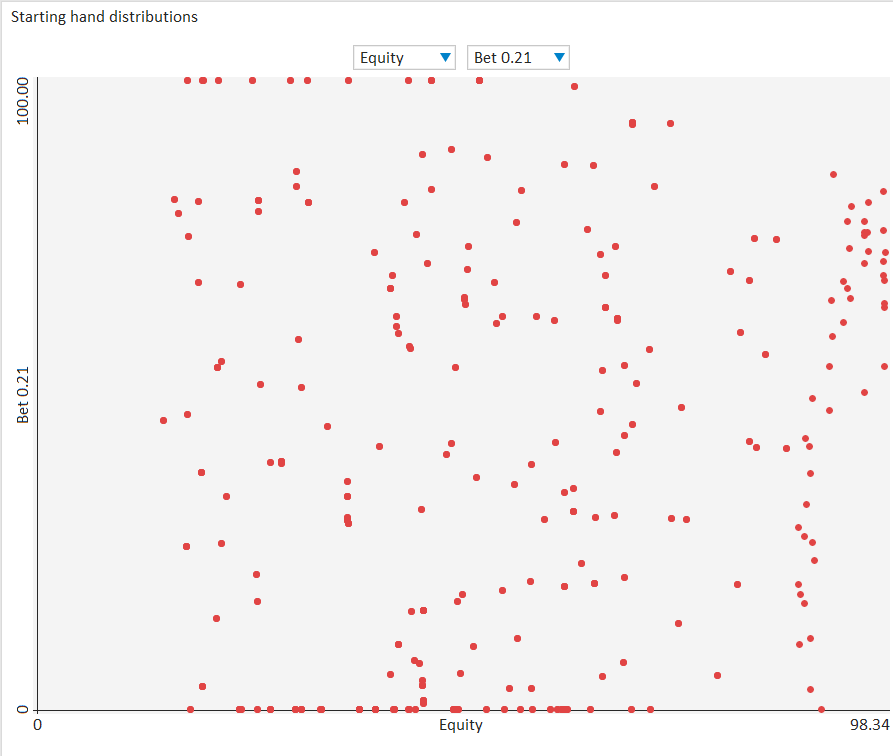 Starting hand distributions
Equity
Bet 0.21
100.00
Bet 0.21
0
0
Equity
98.34